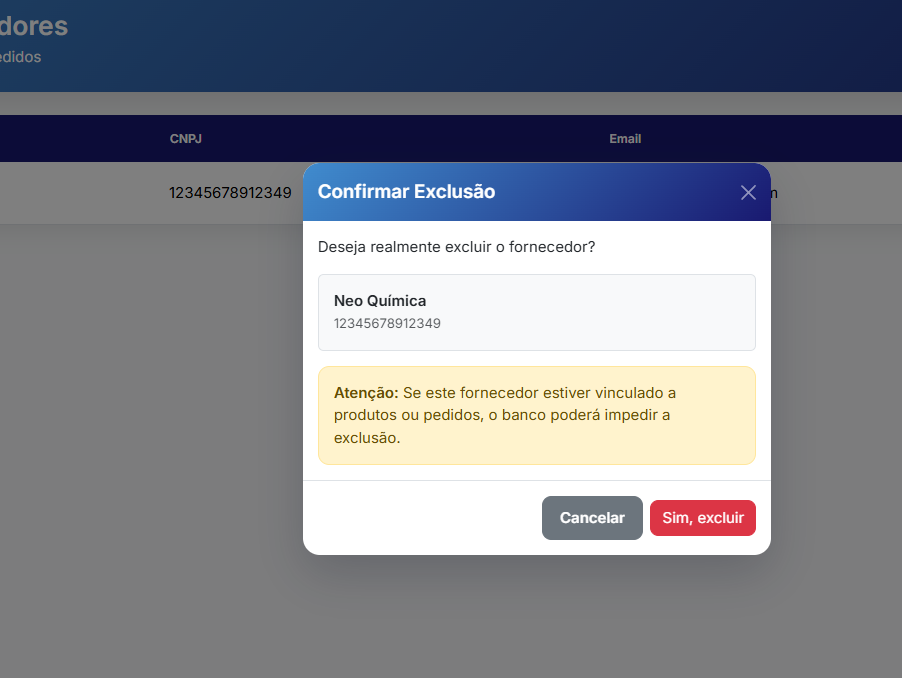 dores
edidos
CNPJ
Email
12345678912349
m
Confirmar Exclusão
Deseja realmente excluir o fornecedor?
Neo Química
12345678912349
Atenção: Se este fornecedor estiver vinculado a
produtos ou pedidos, o banco poderá impedir a
exclusão.
Cancelar
Sim, excluir